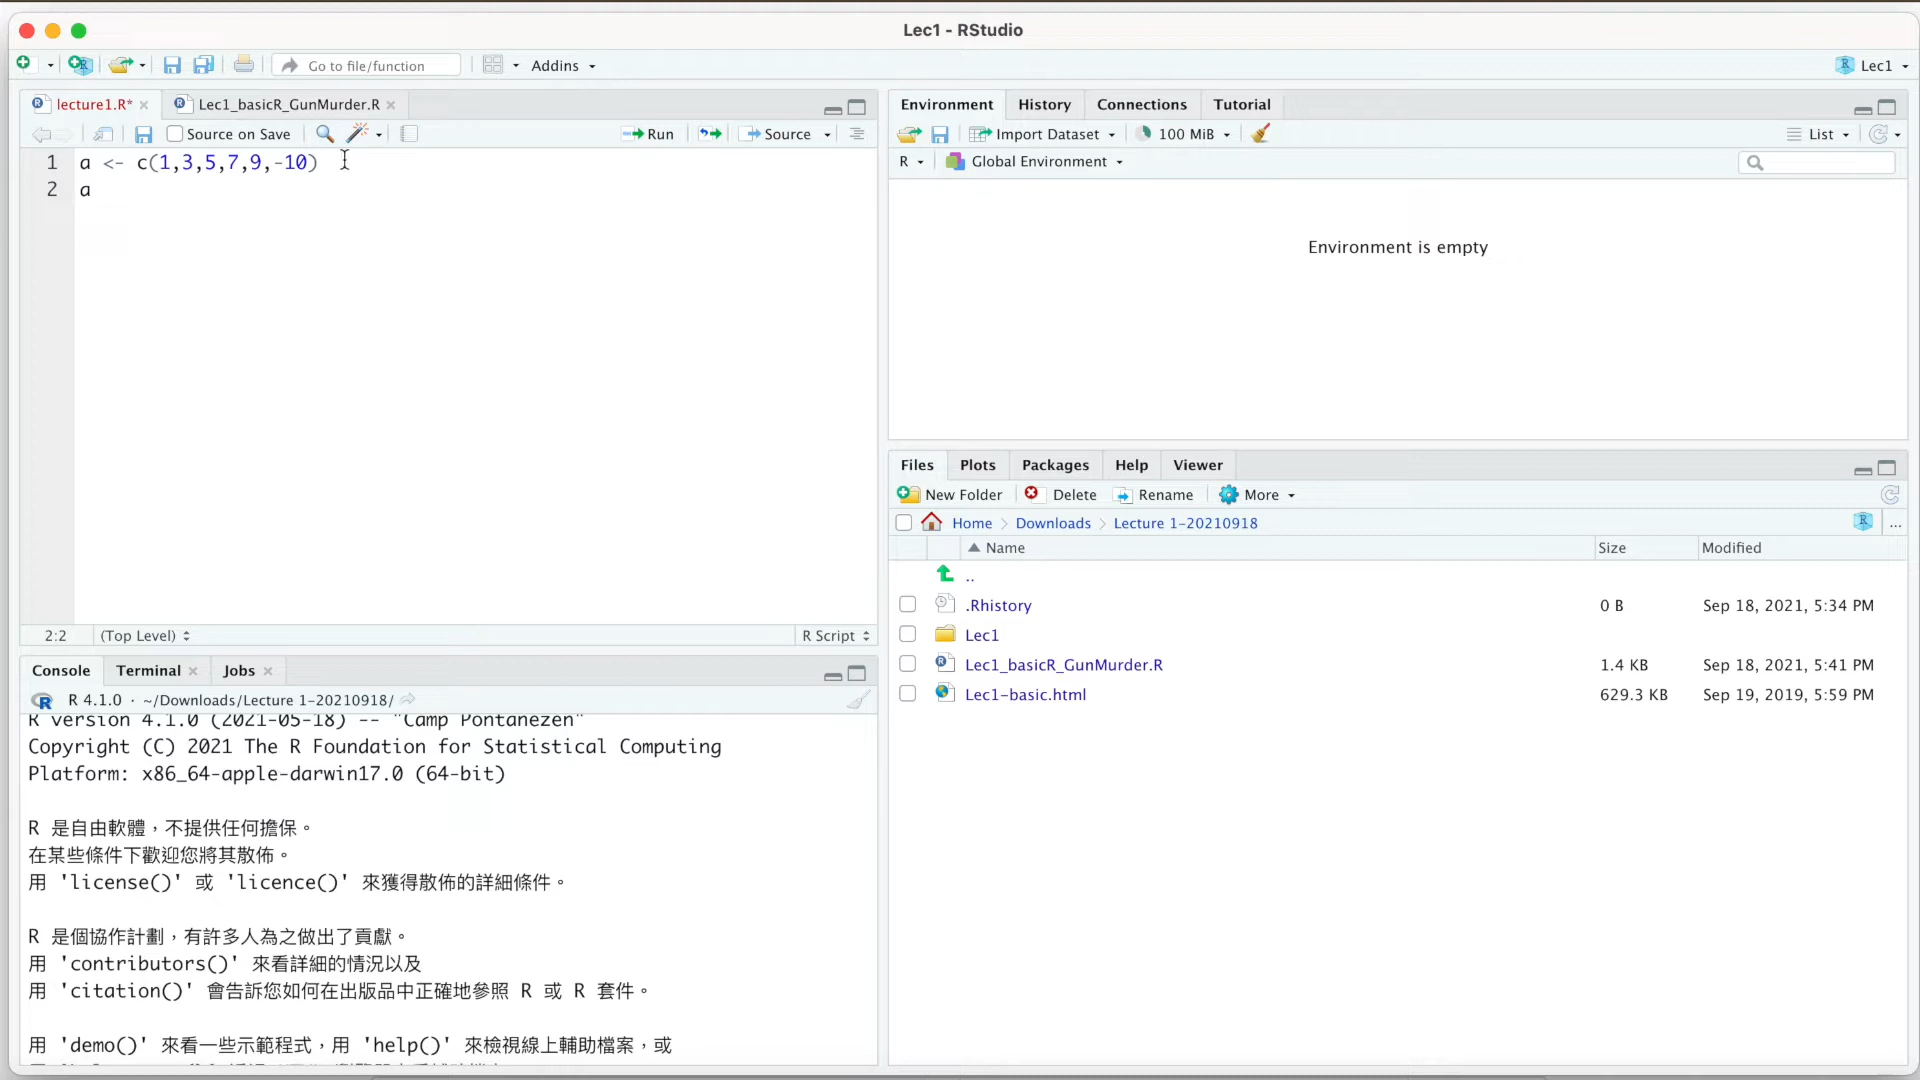 Lec1 - RStudio
Go to file/function
Addins
Lec1
lecture1.R*
Lec1_basicR_GunMurder.R
Source on Save
Run
Source
1 a <- c(1,3,5,7,9,-10)
2 a
2:2
(Top Level)
R Script
Console
Terminal
Jobs
R 4.1.0 · ~/Downloads/Lecture 1-20210918/
R version 4.1.0 (2021-05-18) -- "Camp Pontanezen"
Copyright (C) 2021 The R Foundation for Statistical Computing
Platform: x86_64-apple-darwin17.0 (64-bit)
R 是自由軟體，不提供任何擔保。
在某些條件下歡迎您將其散佈。
用 'license()' 或 'licence()' 來獲得散佈的詳細條件。
R 是個協作計劃，有許多人為之做出了貢獻。
用 'contributors()' 來看詳細的情況以及
用 'citation()' 會告訴您如何在出版品中正確地參照 R 或 R 套件。
用 'demo()' 來看一些示範程式，用 'help()' 來檢視線上輔助檔案，或
Environment
History
Connections
Tutorial
Import Dataset
100 MiB
List
R
Global Environment
Environment is empty
Files
Plots
Packages
Help
Viewer
New Folder
Delete
Rename
More
Home
Downloads
Lecture 1-20210918
...
Name
Size
Modified
..
.Rhistory 0 B Sep 18, 2021, 5:34 PM
Lec1
Lec1_basicR_GunMurder.R 1.4 KB Sep 18, 2021, 5:41 PM
Lec1-basic.html 629.3 KB Sep 19, 2019, 5:59 PM